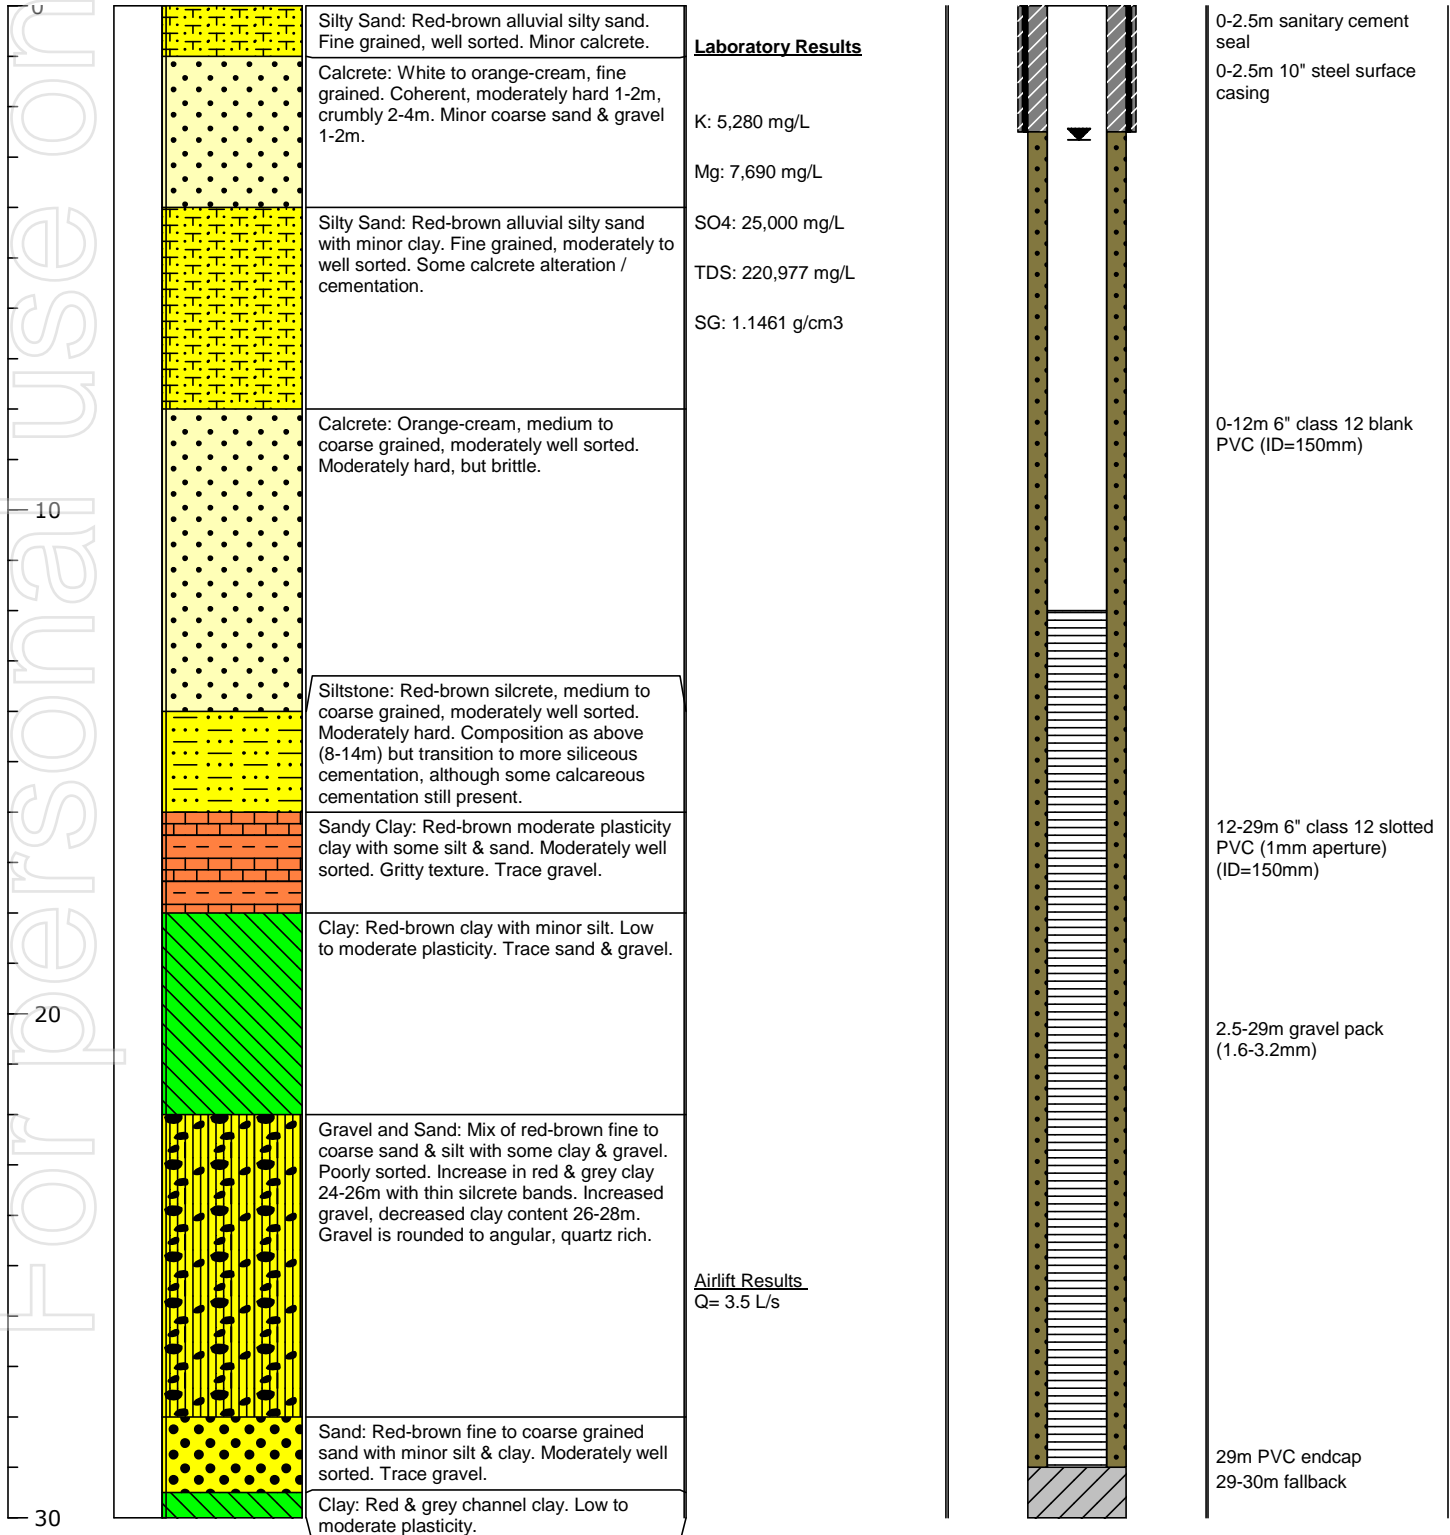 For personal use on
0
10
20
30
Silty Sand: Red-brown alluvial silty sand.
Fine grained, well sorted. Minor calcrete.
Calcrete: White to orange-cream, fine
grained. Coherent, moderately hard 1-2m,
crumbly 2-4m. Minor coarse sand & gravel
1-2m.
Silty Sand: Red-brown alluvial silty sand
with minor clay. Fine grained, moderately to
well sorted. Some calcrete alteration /
cementation.
Calcrete: Orange-cream, medium to
coarse grained, moderately well sorted.
Moderately hard, but brittle.
Siltstone: Red-brown silcrete, medium to
coarse grained, moderately well sorted.
Moderately hard. Composition as above
(8-14m) but transition to more siliceous
cementation, although some calcareous
cementation still present.
Sandy Clay: Red-brown moderate plasticity
clay with some silt & sand. Moderately well
sorted. Gritty texture. Trace gravel.
Clay: Red-brown clay with minor silt. Low
to moderate plasticity. Trace sand & gravel.
Gravel and Sand: Mix of red-brown fine to
coarse sand & silt with some clay & gravel.
Poorly sorted. Increase in red & grey clay
24-26m with thin silcrete bands. Increased
gravel, decreased clay content 26-28m.
Gravel is rounded to angular, quartz rich.
Sand: Red-brown fine to coarse grained
sand with minor silt & clay. Moderately well
sorted. Trace gravel.
Clay: Red & grey channel clay. Low to
moderate plasticity.
Laboratory Results
K: 5,280 mg/L
Mg: 7,690 mg/L
SO4: 25,000 mg/L
TDS: 220,977 mg/L
SG: 1.1461 g/cm3
Airlift Results
Q= 3.5 L/s
0-2.5m sanitary cement
seal
0-2.5m 10" steel surface
casing
0-12m 6" class 12 blank
PVC (ID=150mm)
12-29m 6" class 12 slotted
PVC (1mm aperture)
(ID=150mm)
2.5-29m gravel pack
(1.6-3.2mm)
29m PVC endcap
29-30m fallback